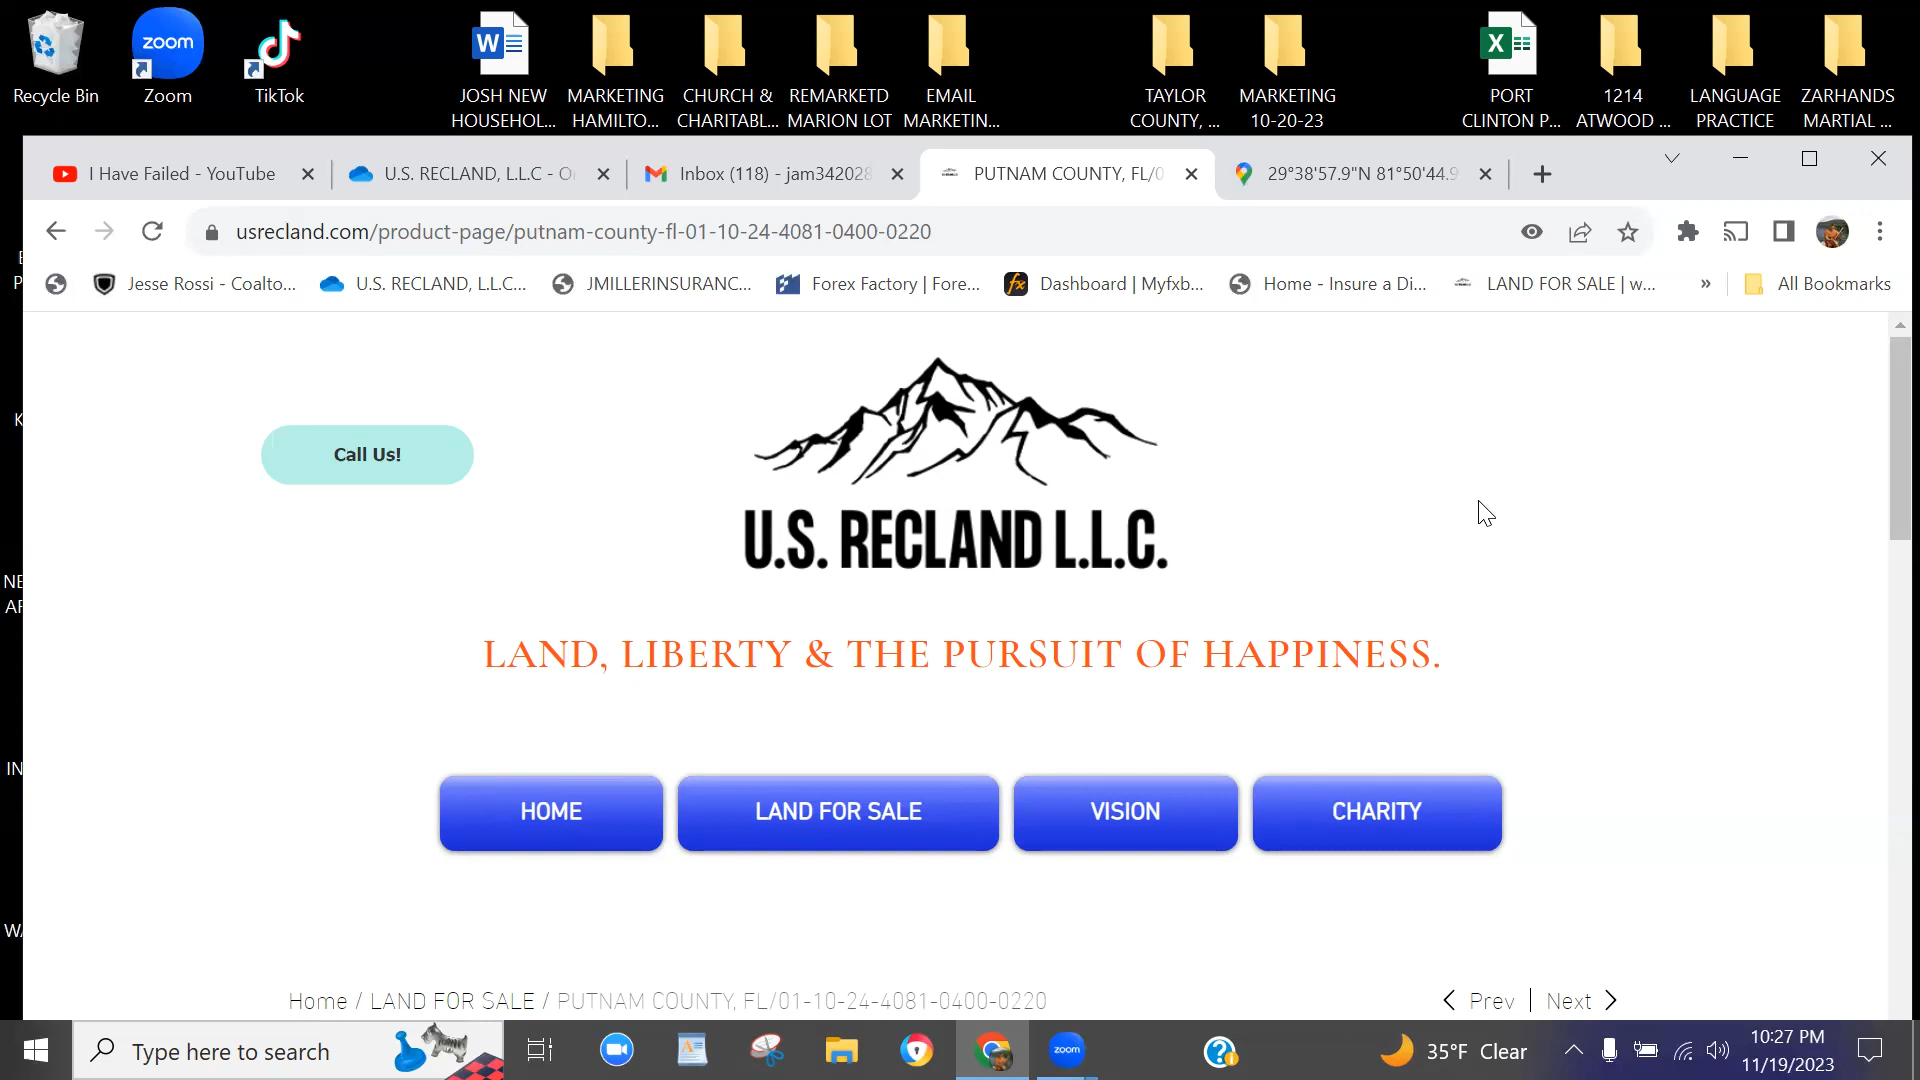 Recycle Bin
Zoom
TikTok
JOSH NEW HOUSEHOL...
MARKETING HAMILTO...
CHURCH & CHARITABL...
REMARKETD MARION LOT
EMAIL MARKETIN...
TAYLOR COUNTY, ...
MARKETING 10-20-23
PORT CLINTON P...
1214 ATWOOD ...
LANGUAGE PRACTICE
ZARHANDS MARTIAL ...
I Have Failed - YouTube
U.S. RECLAND, L.L.C - O
Inbox (118) - jam342028
PUTNAM COUNTY, FL/0
29°38'57.9"N 81°50'44.9
usrecland.com/product-page/putnam-county-fl-01-10-24-4081-0400-0220
Jesse Rossi - Coalto...
U.S. RECLAND, L.L.C...
JMILLERINSURANC...
Forex Factory | Fore...
Dashboard | Myfxb...
Home - Insure a Di...
LAND FOR SALE | w...
»
All Bookmarks
Call Us!
U.S. RECLAND L.L.C.
LAND, LIBERTY & THE PURSUIT OF HAPPINESS.
HOME
LAND FOR SALE
VISION
CHARITY
Home / LAND FOR SALE / PUTNAM COUNTY, FL/01-10-24-4081-0400-0220
Prev | Next
Type here to search
zoom
35°F Clear
10:27 PM
11/19/2023